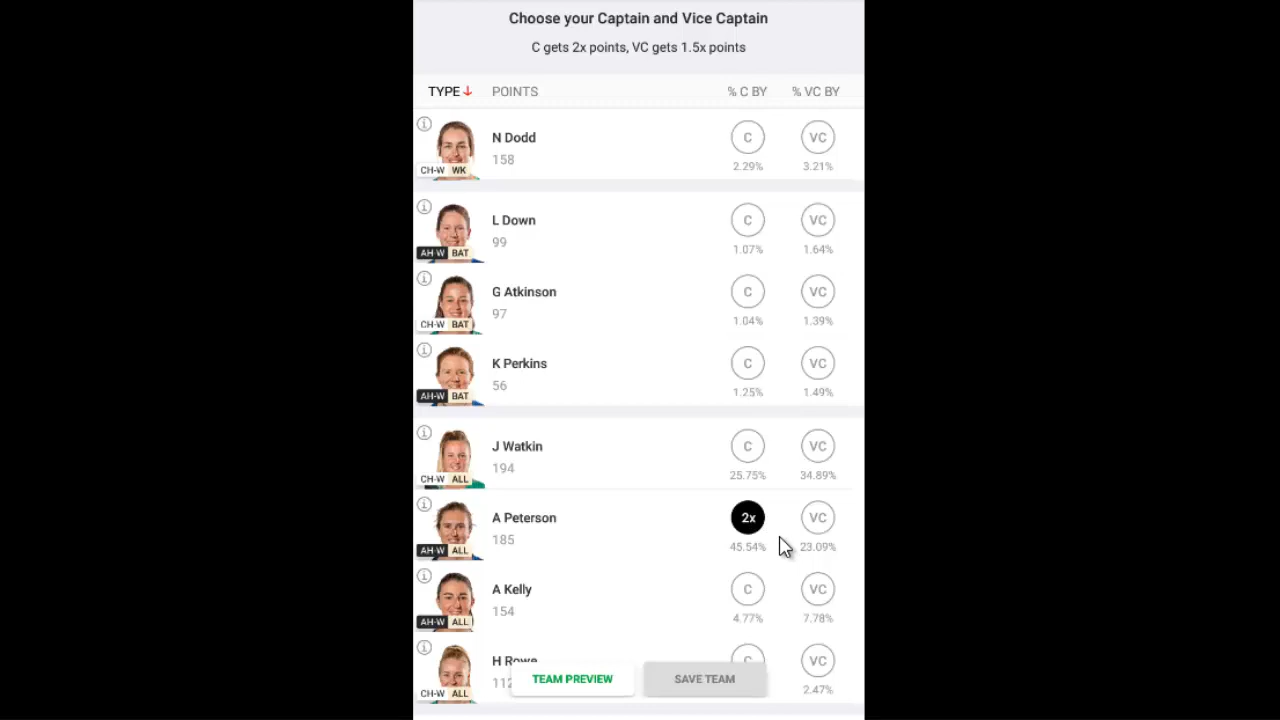 Choose your Captain and Vice Captain
C gets 2x points, VC gets 1.5x points
TYPE POINTS % C BY % VC BY
N Dodd C VC
158 2.29% 3.21%
CH-W WK
L Down C VC
99 1.07% 1.64%
AH-W BAT
G Atkinson C VC
97 1.04% 1.39%
CH-W BAT
K Perkins C VC
56 1.25% 1.49%
AH-W BAT
J Watkin C VC
194 25.75% 34.89%
CH-W ALL
A Peterson 2x VC
185 45.54% 23.09%
AH-W ALL
A Kelly C VC
154 4.77% 7.78%
AH-W ALL
H Rowe C VC
112 TEAM PREVIEW SAVE TEAM 2.47%
CH-W ALL